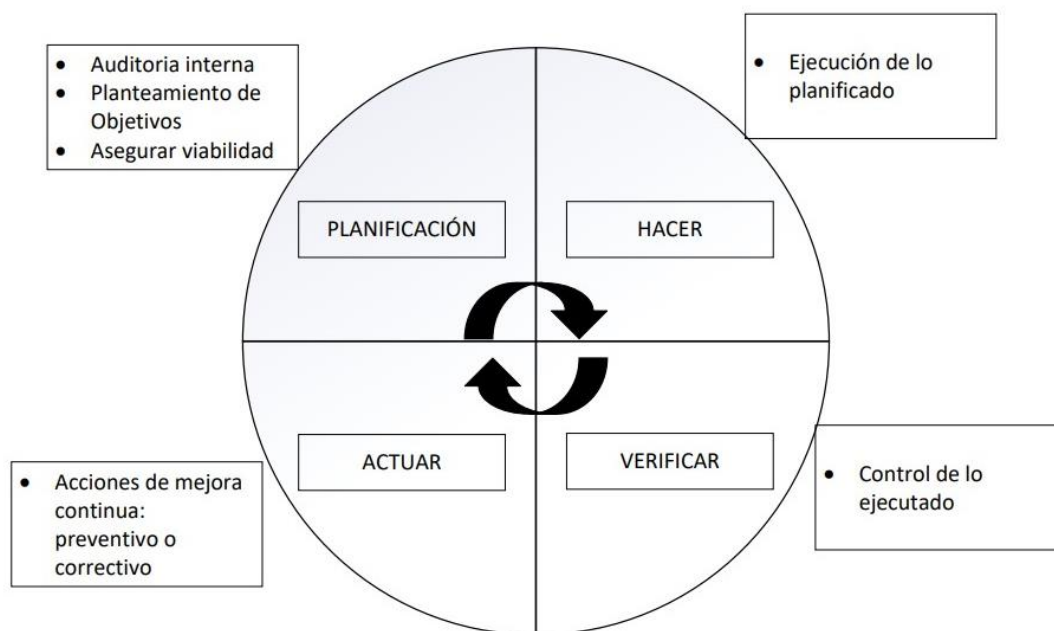 • Auditoria interna
• Planteamiento de
Objetivos
• Asegurar viabilidad
• Ejecución de lo
planificado
PLANIFICACIÓN
HACER
ACTUAR
VERIFICAR
• Acciones de mejora
continua:
preventivo o
correctivo
• Control de lo
ejecutado